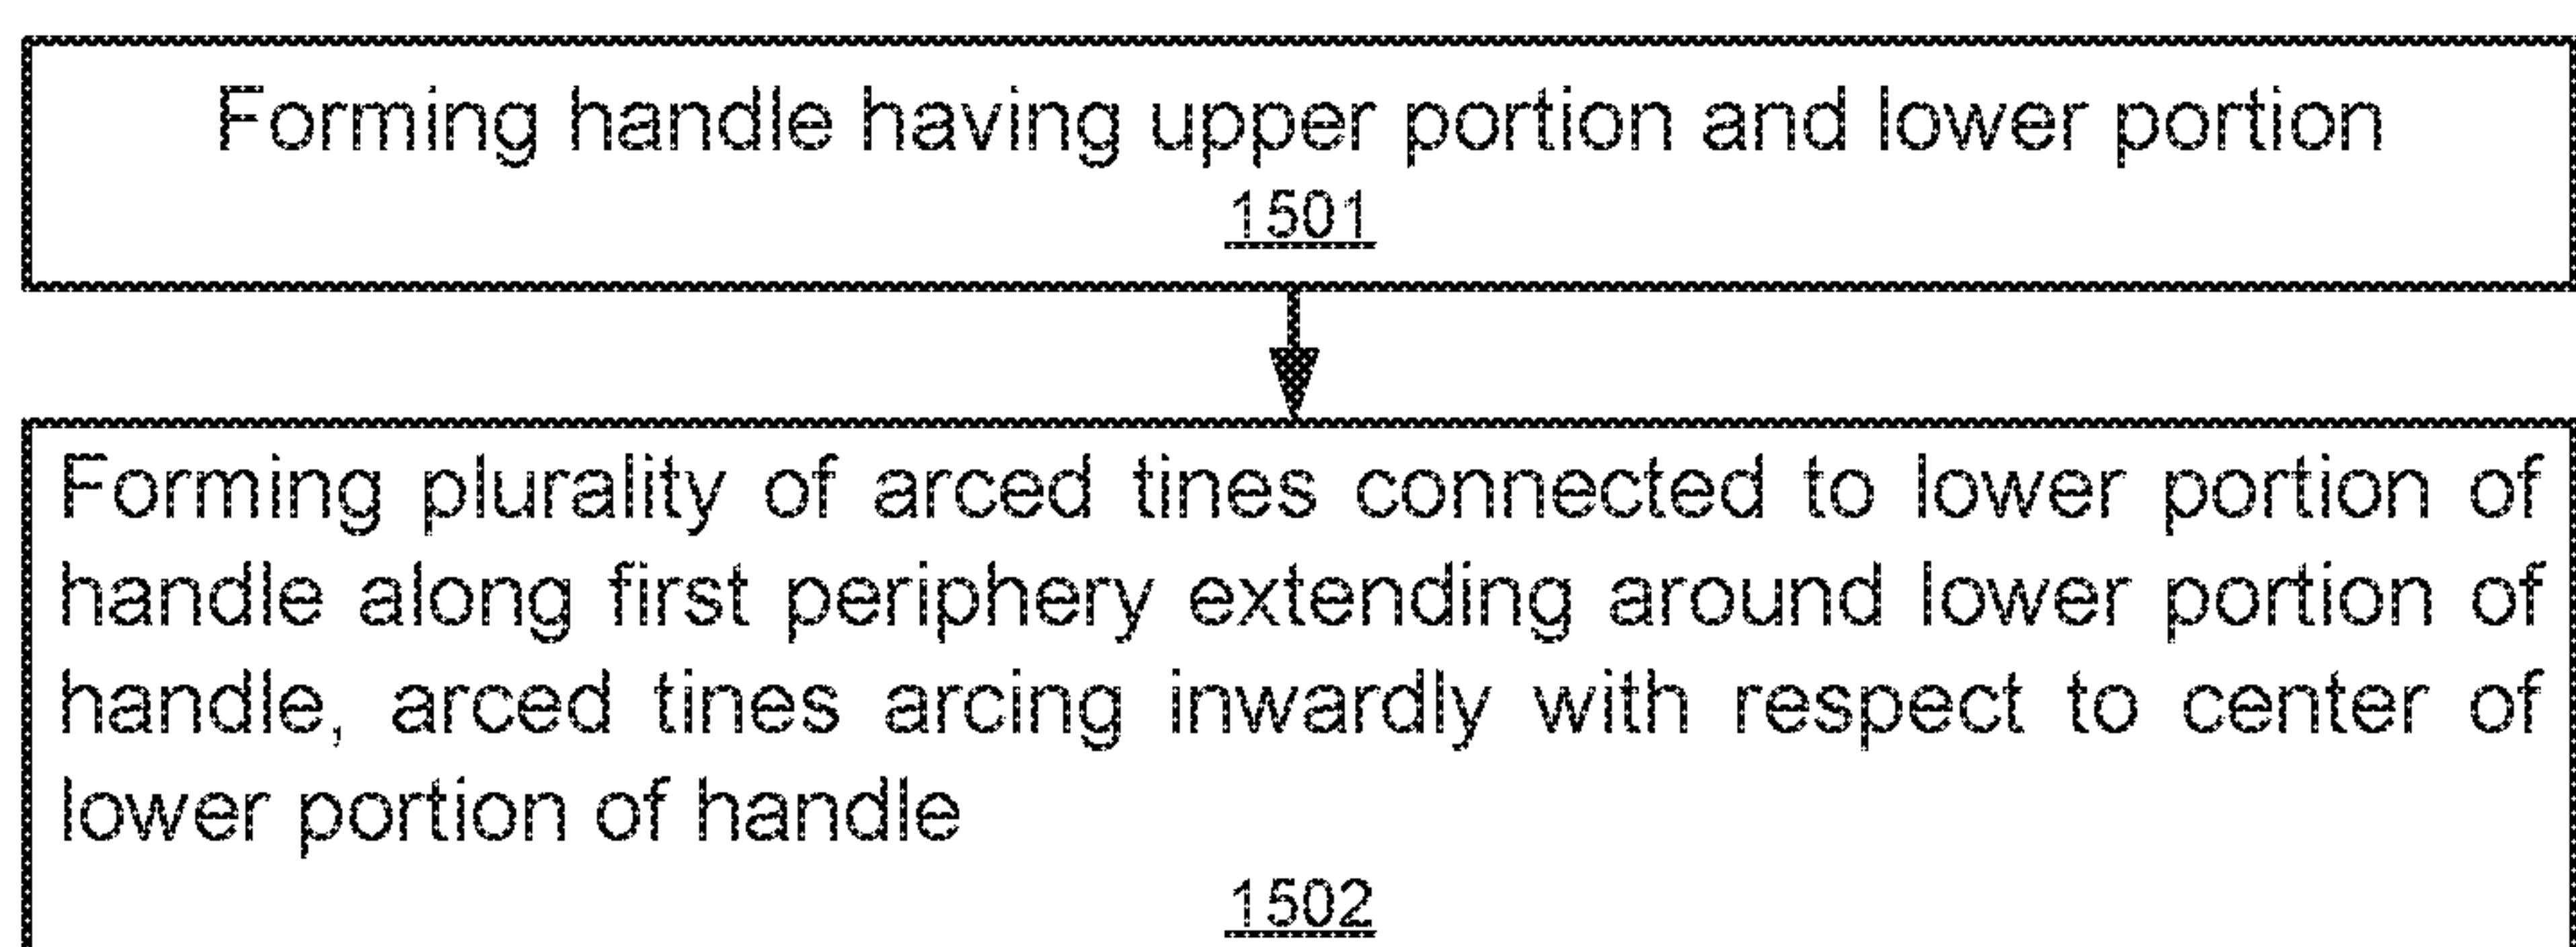 Forming handle having upper portion and lower portion
1501
Forming plurality of arced tines connected to lower portion of
handle along first periphery extending around lower portion of
handle, arced tines arcing inwardly with respect to center of
lower portion of handle
1502